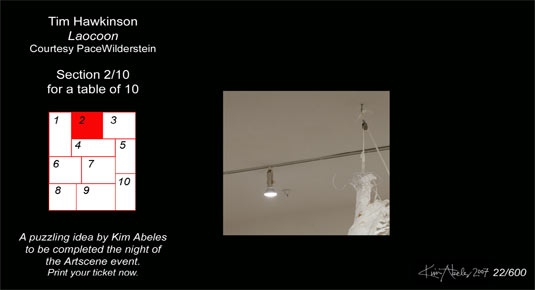 Tim Hawkinson
Laocoon
Courtesy PaceWilderstein
Section 2/10
for a table of 10
1 2 3
4 5
6 7
8 9 10
A puzzling idea by Kim Abeles
to be completed the night of
the Artscene event.
Print your ticket now.
Kim Abeles 2007 22/600